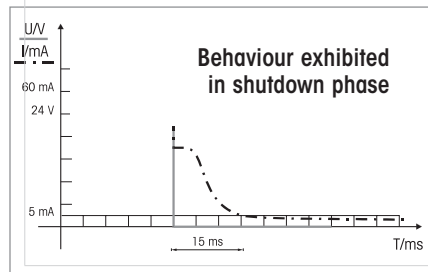 U/V
I/mA
Behaviour exhibited
in shutdown phase
60 mA
24 V
5 mA
15 ms
T/ms